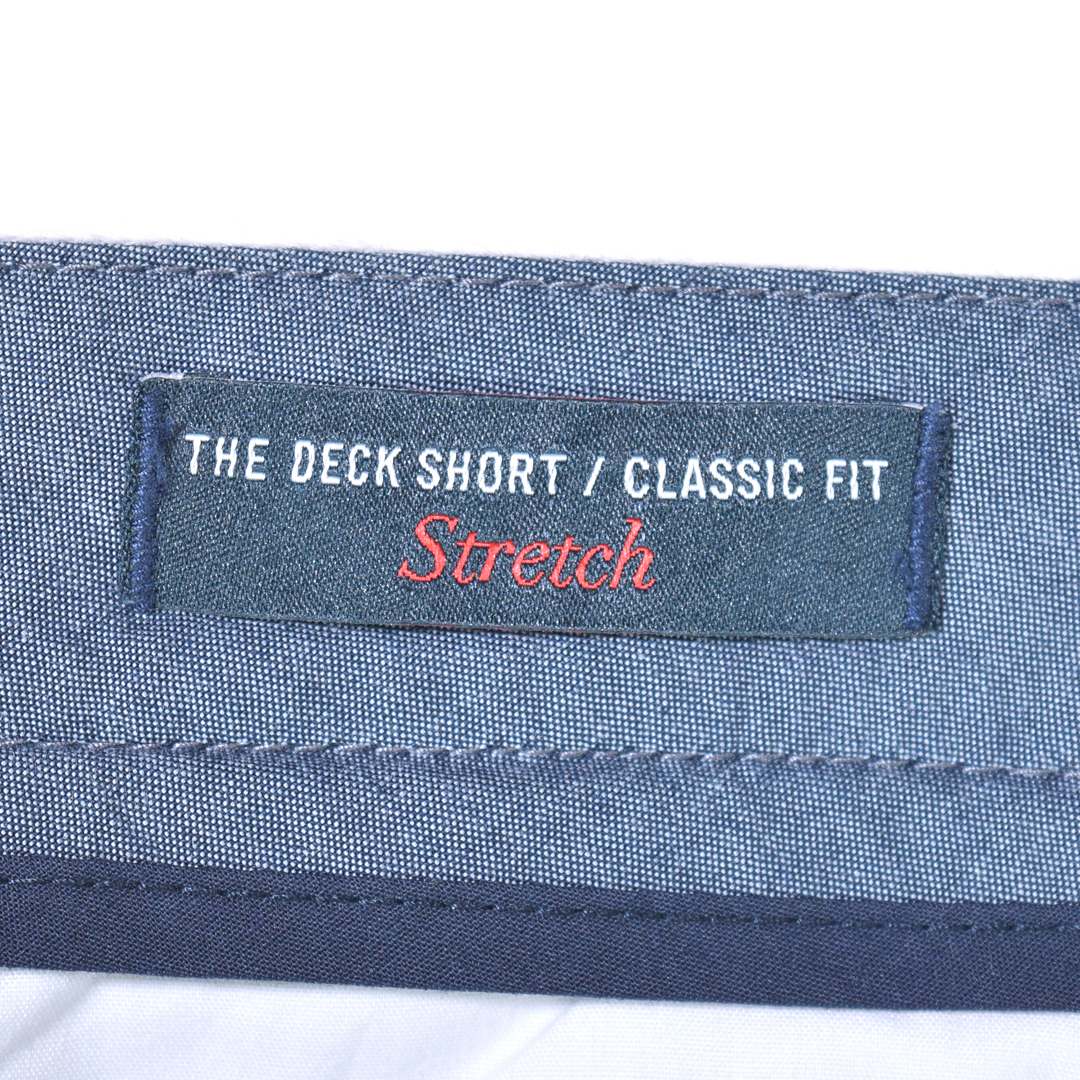 THE DECK SHORT / CLASSIC FIT
Stretch